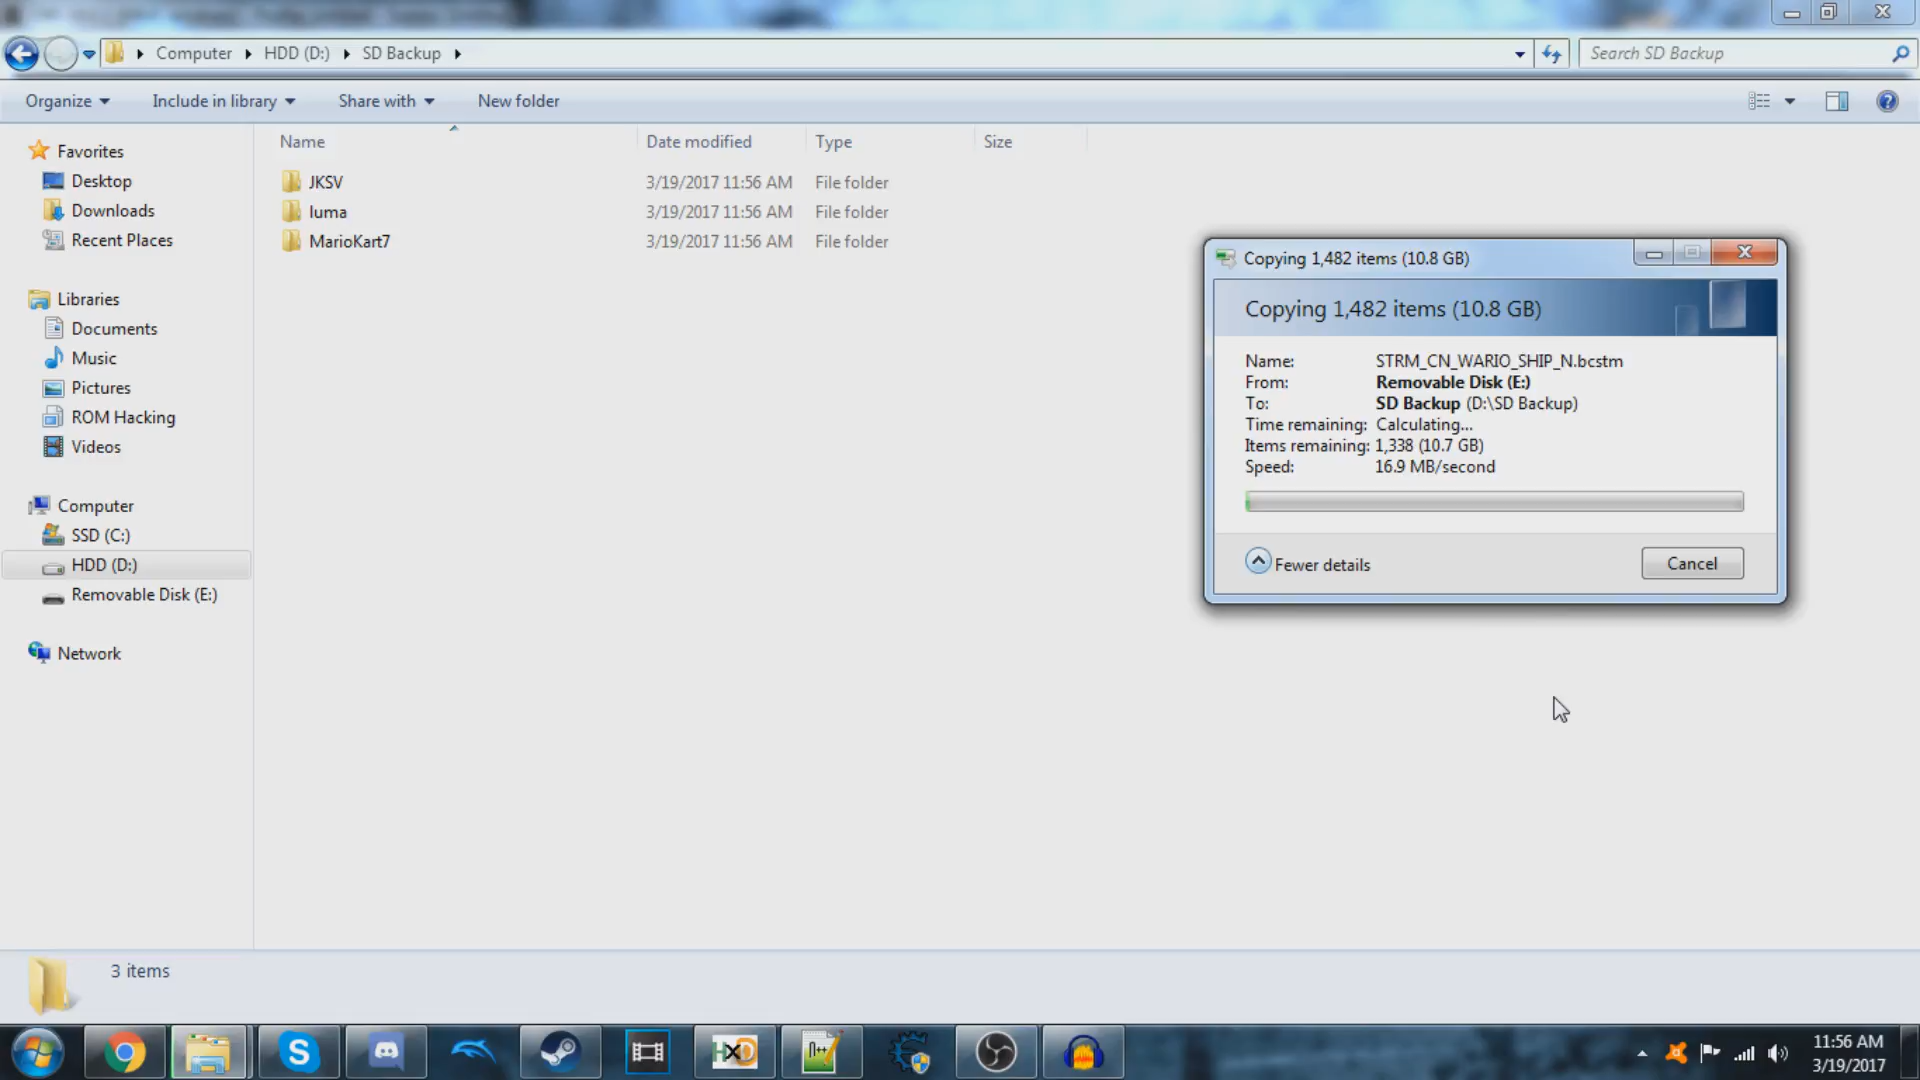 Computer HDD (D:) SD Backup
Search SD Backup
Organize Include in library Share with New folder
Name Date modified Type Size
Favorites
Desktop
Downloads
Recent Places
Libraries
Documents
Music
Pictures
ROM Hacking
Videos
Computer
SSD (C:)
HDD (D:)
Removable Disk (E:)
Network
JKSV 3/19/2017 11:56 AM File folder
luma 3/19/2017 11:56 AM File folder
MarioKart7 3/19/2017 11:56 AM File folder
Copying 1,482 items (10.8 GB)
Copying 1,482 items (10.8 GB)
Name: STRM_CN_WARIO_SHIP_N.bcstm
From: Removable Disk (E:)
To: SD Backup (D:\SD Backup)
Time remaining: Calculating...
Items remaining: 1,338 (10.7 GB)
Speed: 16.9 MB/second
Fewer details
Cancel
3 items
S
HXD
n++
11:56 AM
3/19/2017